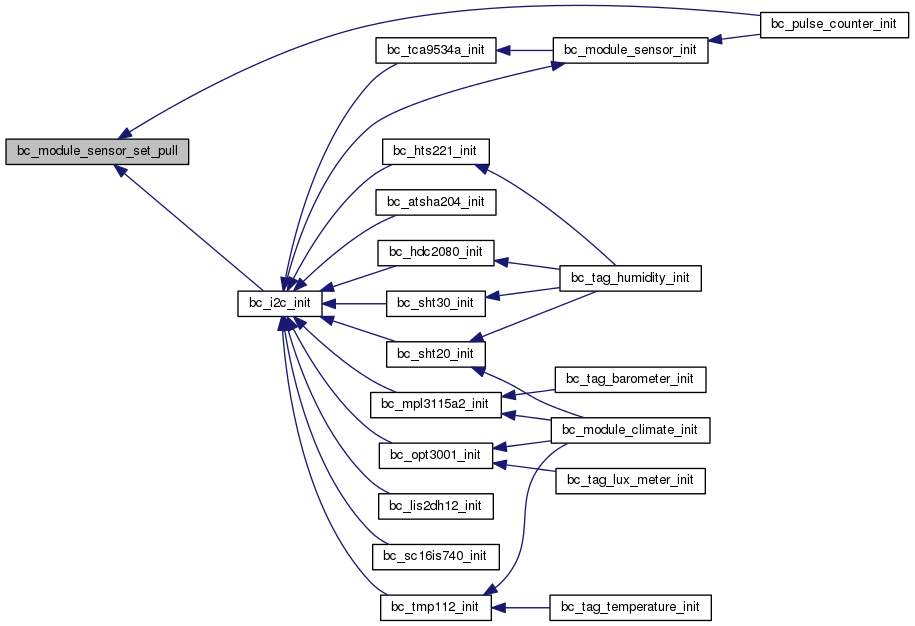 bc_pulse_counter_init
bc_tca9534a_init
bc_module_sensor_init
bc_module_sensor_set_pull
bc_hts221_init
bc_atsha204_init
bc_hdc2080_init
bc_tag_humidity_init
bc_i2c_init
bc_sht30_init
bc_sht20_init
bc_tag_barometer_init
bc_mpl3115a2_init
bc_module_climate_init
bc_opt3001_init
bc_tag_lux_meter_init
bc_lis2dh12_init
bc_sc16is740_init
bc_tmp112_init
bc_tag_temperature_init